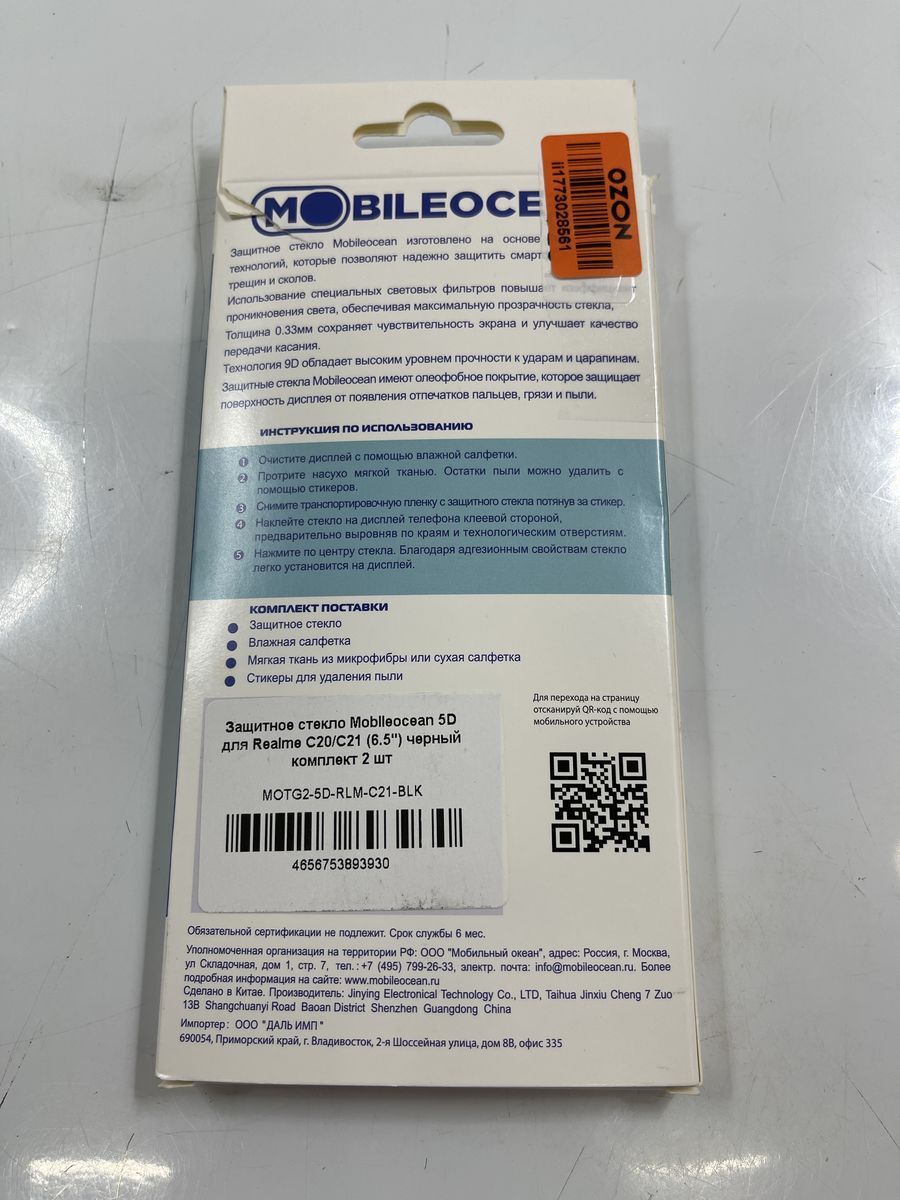 MOBILEOCE
OZON
ii1773028561
Защитное стекло Mobileocean изготовлено на основе
технологий, которые позволяют надежно защитить смарт
трещин и сколов.
Использование специальных световых фильтров повыша
проникновения света, обеспечивая максимальную прозрачность стекла,
Толщина 0.33мм сохраняет чувствительность экрана и улучшает качество
передачи касания.
Технология 9D обладает высоким уровнем прочности к ударам и царапинам.
Защитные стекла Mobileocean имеют олеофобное покрытие, которое защищает
поверхность дисплея от появления отпечатков пальцев, грязи и пыли.
ИНСТРУКЦИЯ ПО ИСПОЛЬЗОВАНИЮ
1 Очистите дисплей с помощью влажной салфетки.
2 Протрите насухо мягкой тканью. Остатки пыли можно удалить с
помощью стикеров.
3 Снимите транспортировочную пленку с защитного стекла потянув за стикер.
4 Наклейте стекло на дисплей телефона клеевой стороной,
предварительно выровняв по краям и технологическим отверстиям.
5 Нажмите по центру стекла. Благодаря адгезионным свойствам стекло
легко установится на дисплей.
КОМПЛЕКТ ПОСТАВКИ
Защитное стекло
Влажная салфетка
Мягкая ткань из микрофибры или сухая салфетка
Стикеры для удаления пыли
Защитное стекло Mobileocean 5D
для Realme C20/C21 (6.5") черный
комплект 2 шт
MOTG2-5D-RLM-C21-BLK
4656753893930
Для перехода на страницу
отсканируй QR-код с помощью
мобильного устройства
Обязательной сертификации не подлежит. Срок службы 6 мес.
Уполномоченная организация на территории РФ: ООО "Мобильный океан", адрес: Россия, г. Москва,
ул Складочная, дом 1, стр. 7, тел.: +7 (495) 799-26-33, электр. почта: info@mobileocean.ru. Более
подробная информация на сайте: www.mobileocean.ru
Сделано в Китае. Производитель: Jinying Electronical Technology Co., LTD, Taihua Jinxiu Cheng 7 Zuo
13B Shangchuanyi Road Baoan District Shenzhen Guangdong China
Импортер: ООО "ДАЛЬ ИМП"
690054, Приморский край, г. Владивосток, 2-я Шоссейная улица, дом 8В, офис 335